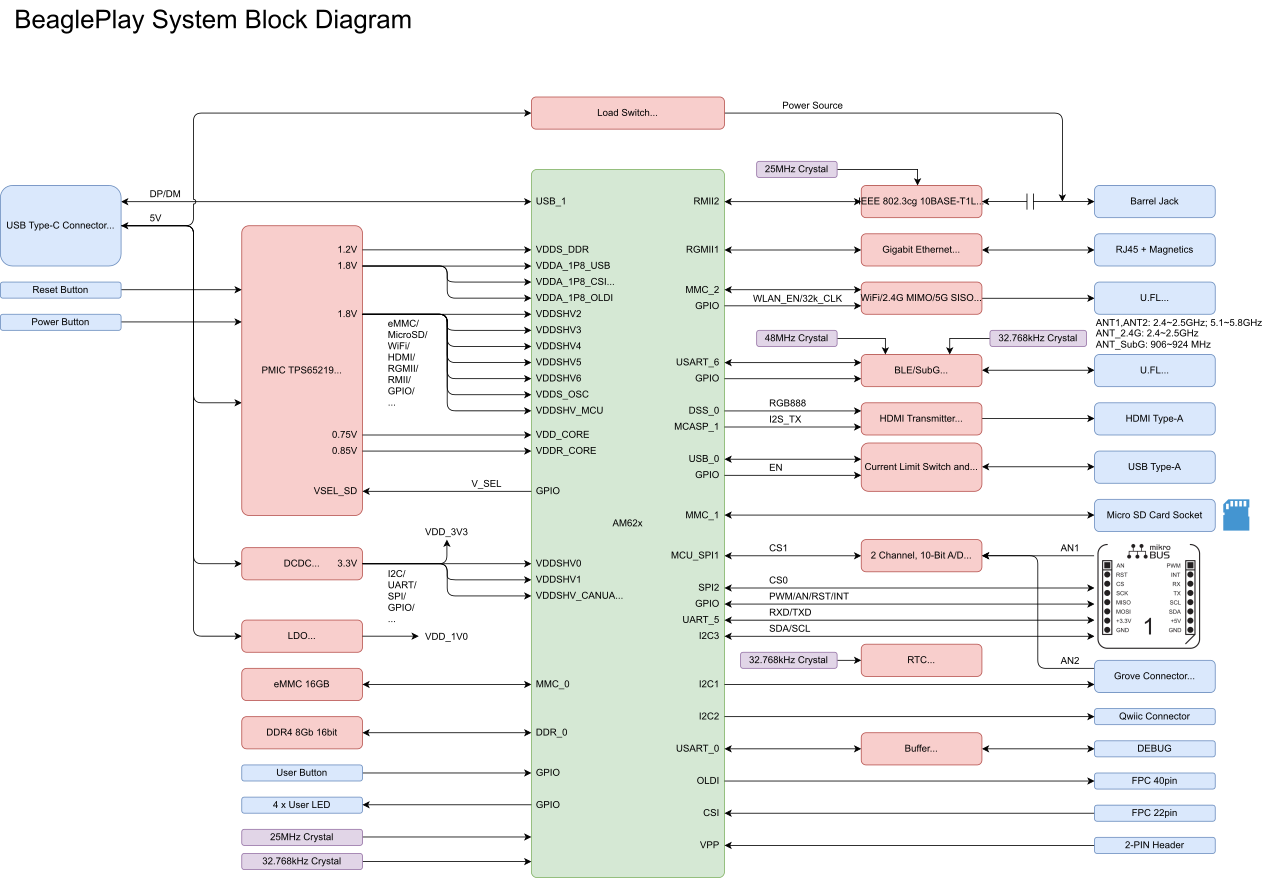 BeaglePlay System Block Diagram
Load Switch...
Power Source
25MHz Crystal
USB Type-C Connector...
DP/DM
5V
USB_1
RMII2
IEEE 802.3cg 10BASE-T1L...
Barrel Jack
1.2V
VDDS_DDR
RGMII1
Gigabit Ethernet...
RJ45 + Magnetics
1.8V
VDDA_1P8_USB
VDDA_1P8_CSI...
VDDA_1P8_OLDI
Reset Button
MMC_2
GPIO
WLAN_EN/32k_CLK
WiFi/2.4G MIMO/5G SISO...
U.FL...
ANT1,ANT2: 2.4~2.5GHz; 5.1~5.8GHz
ANT_2.4G: 2.4~2.5GHz
ANT_SubG: 906~924 MHz
Power Button
1.8V
eMMC/
MicroSD/
WiFi/
HDMI/
RGMII/
RMII/
GPIO/
...
VDDSHV2
VDDSHV3
VDDSHV4
VDDSHV5
VDDSHV6
VDDS_OSC
VDDSHV_MCU
48MHz Crystal
32.768kHz Crystal
PMIC TPS65219...
USART_6
GPIO
BLE/SubG...
U.FL...
DSS_0
RGB888
MCASP_1
I2S_TX
HDMI Transmitter...
HDMI Type-A
0.75V
VDD_CORE
0.85V
VDDR_CORE
USB_0
GPIO
EN
Current Limit Switch and...
USB Type-A
VSEL_SD
V_SEL
GPIO
AM62x
MMC_1
Micro SD Card Socket
VDD_3V3
DCDC...
3.3V
I2C/
UART/
SPI/
GPIO/
...
VDDSHV0
VDDSHV1
VDDSHV_CANUA...
MCU_SPI1
CS1
2 Channel, 10-Bit A/D...
AN1
mikro
BUS
AN PWM
RST INT
CS RX
SCK TX
MISO SCL
MOSI SDA
+3.3V +5V
GND GND
1
SPI2
CS0
GPIO
PWM/AN/RST/INT
UART_5
RXD/TXD
I2C3
SDA/SCL
LDO...
VDD_1V0
32.768kHz Crystal
RTC...
AN2
Grove Connector...
eMMC 16GB
MMC_0
I2C1
I2C2
Qwiic Connector
DDR4 8Gb 16bit
DDR_0
USART_0
Buffer...
DEBUG
User Button
GPIO
OLDI
FPC 40pin
4 x User LED
GPIO
CSI
FPC 22pin
25MHz Crystal
VPP
2-PIN Header
32.768kHz Crystal